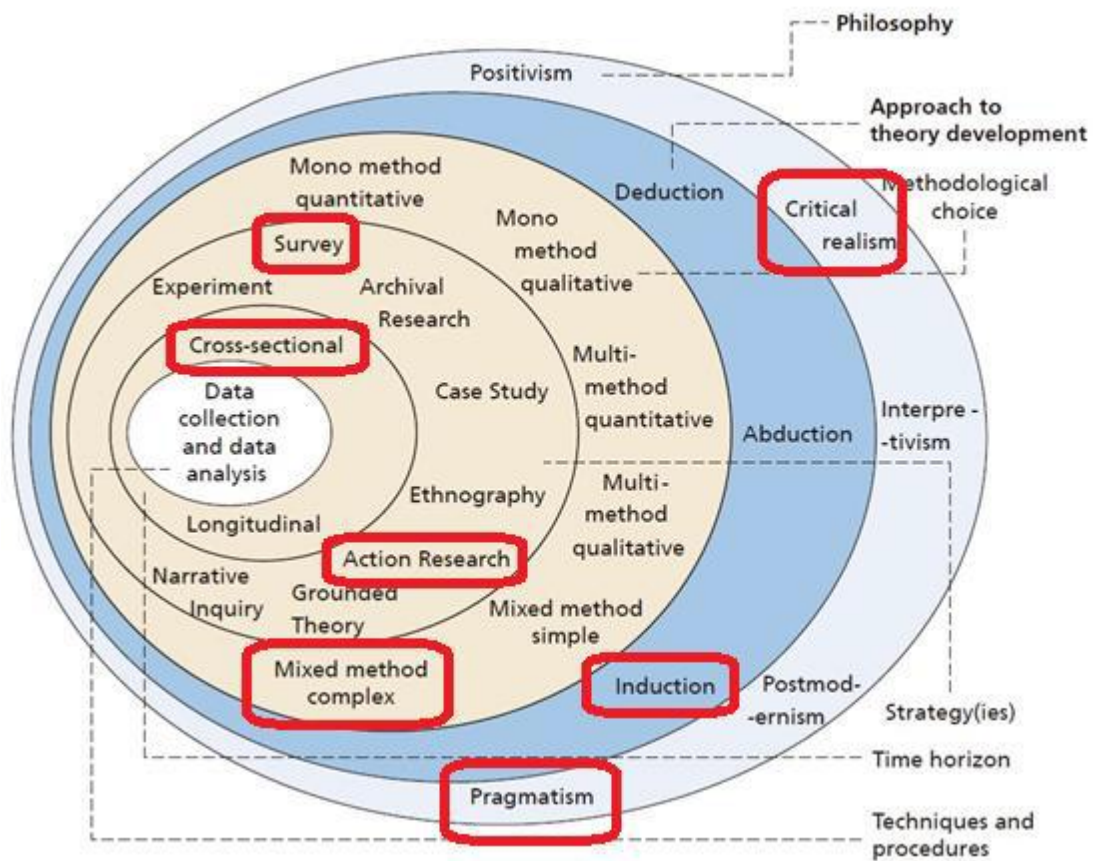 Philosophy
Positivism
Approach to
theory development
Mono method
quantitative
Deduction
Methodological
choice
Critical
realism
Mono
method
qualitative
Survey
Experiment
Archival
Research
Cross-sectional
Multi-
method
quantitative
Data
collection
and data
analysis
Case Study
Abduction
Interpre -
-tivism
Ethnography
Multi-
method
qualitative
Longitudinal
Action Research
Narrative
Inquiry
Grounded
Theory
Mixed method
simple
Mixed method
complex
Induction
Postmod-
-ernism
Strategy(ies)
Time horizon
Pragmatism
Techniques and
procedures